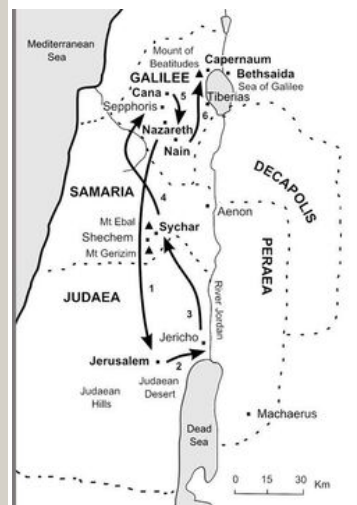 Mediterranean
Sea
Mount of
Beatitudes
Capernaum
GALILEE
Bethsaida
'Cana
5
Sea of Galilee
Sepphoris
Tiberias
6
Nazareth
Nain
DECAPOLIS
SAMARIA
4
Aenon
Mt Ebal
Sychar
Shechem
Mt Gerizim
PERAEA
1
JUDAEA
3
River Jordan
Jericho
Jerusalem
2
Judaean
Hills
Judaean
Desert
Machaerus
Dead
Sea
0 15 30
Km